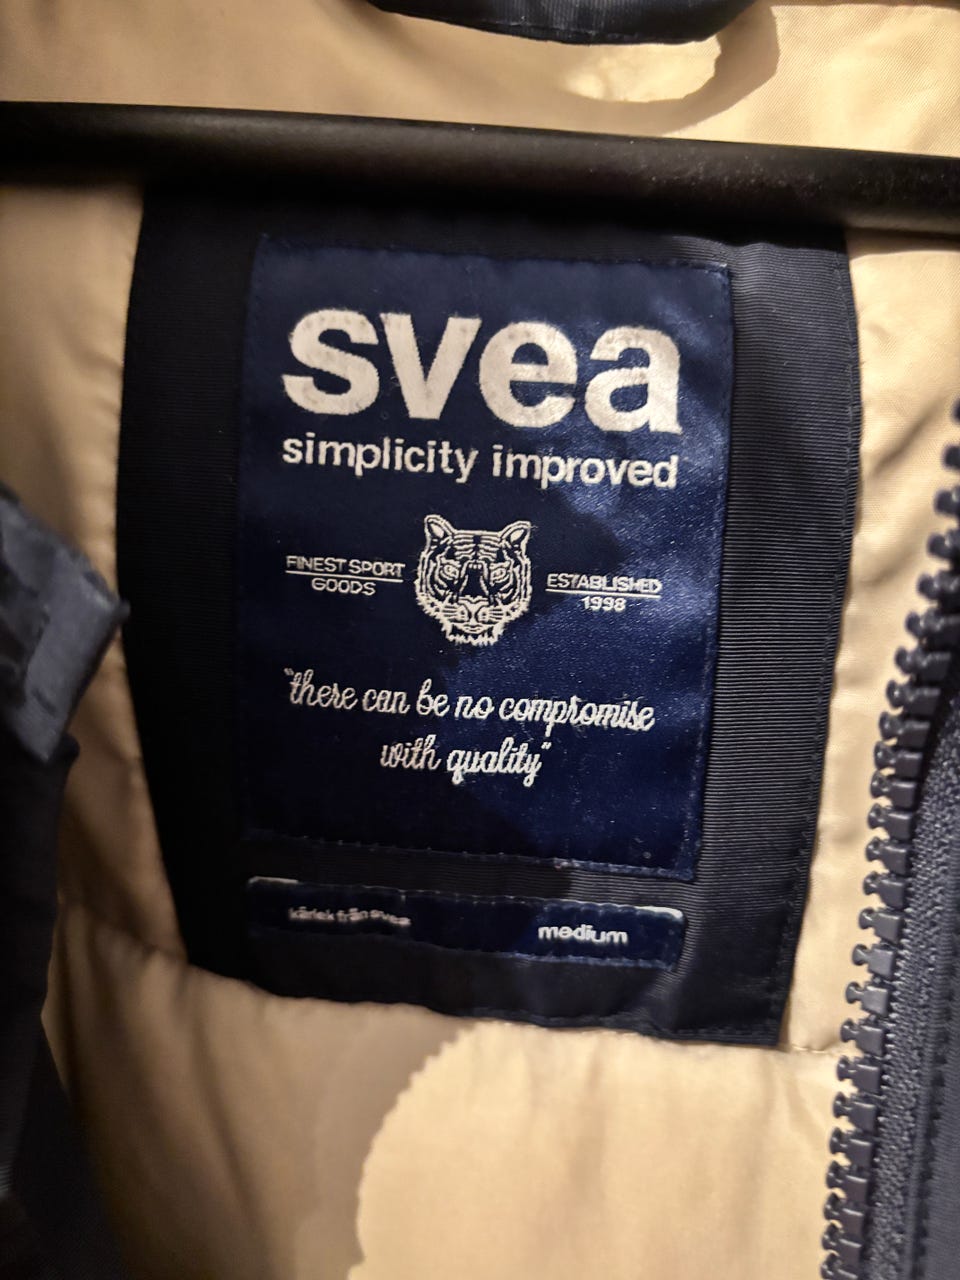 svea
simplicity improved
FINEST SPORT
GOODS
ESTABLISHED
1998
"there can be no compromise
with quality"
kärlek från svea
medium